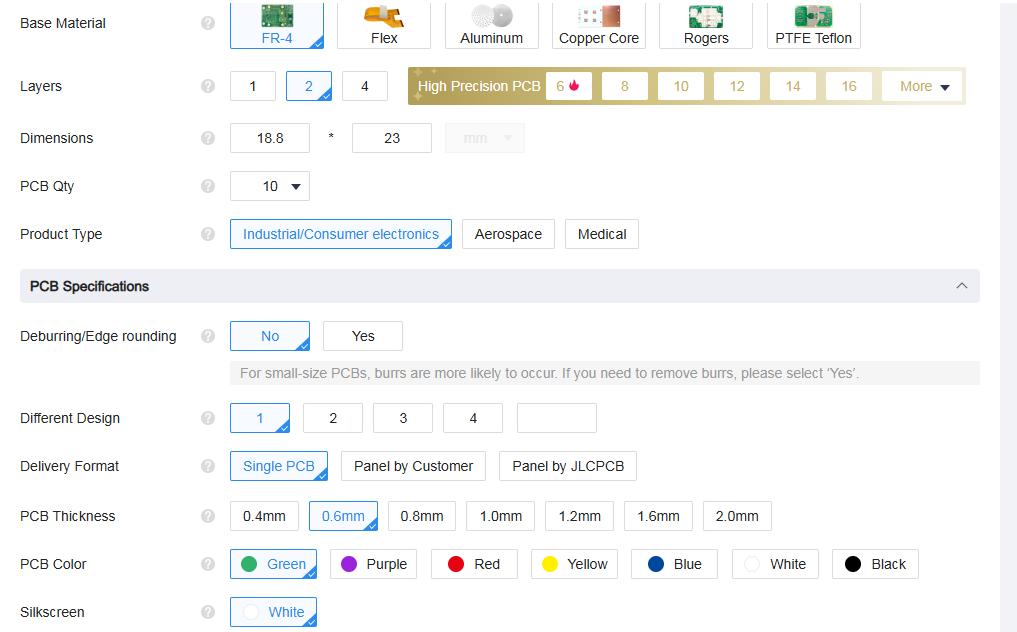 Base Material ? FR-4 Flex Aluminum Copper Core Rogers PTFE Teflon
Layers ? 1 2 4 High Precision PCB 6 8 10 12 14 16 More
Dimensions ? 18.8 * 23 mm
PCB Qty ? 10
Product Type ? Industrial/Consumer electronics Aerospace Medical
PCB Specifications
Deburring/Edge rounding ? No Yes
For small-size PCBs, burrs are more likely to occur. If you need to remove burrs, please select ‘Yes’.
Different Design ? 1 2 3 4
Delivery Format ? Single PCB Panel by Customer Panel by JLCPCB
PCB Thickness ? 0.4mm 0.6mm 0.8mm 1.0mm 1.2mm 1.6mm 2.0mm
PCB Color ? Green Purple Red Yellow Blue White Black
Silkscreen ? White